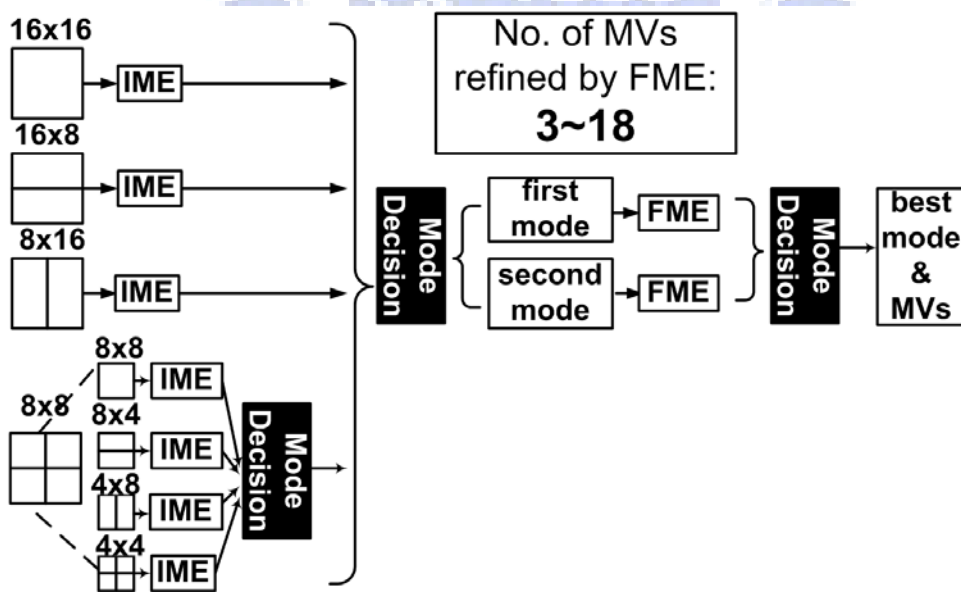 16x16
IME
16x8
IME
8x16
IME
8x8
8x8
IME
8x4
IME
4x8
IME
4x4
IME
Mode
Decision
No. of MVs
refined by FME:
3~18
Mode
Decision
first
mode
FME
second
mode
FME
Mode
Decision
best
mode
&
MVs